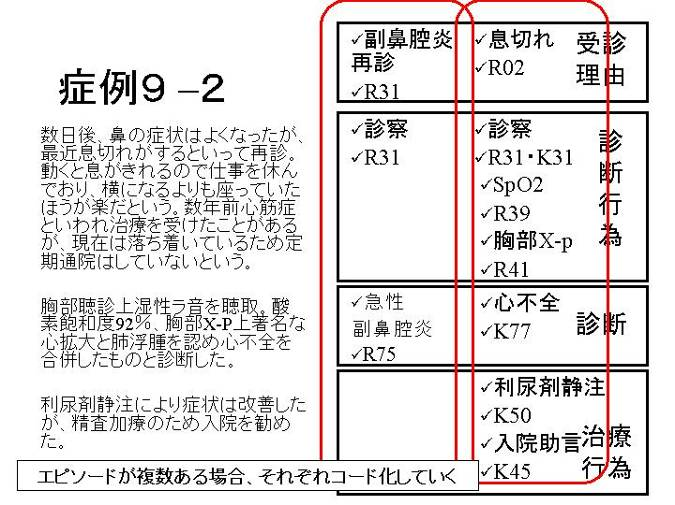 症例９－２
数日後、鼻の症状はよくなったが、
最近息切れがするといって再診。
動くと息がきれるので仕事を休ん
でおり、横になるよりも座っていた
ほうが楽だという。数年前心筋症
といわれ治療を受けたことがある
が、現在は落ち着いているため定
期通院はしていないという。
胸部聴診上湿性ラ音を聴取。酸
素飽和度92％、胸部X-P上著名な
心拡大と肺浮腫を認め心不全を
合併したものと診断した。
利尿剤静注により症状は改善した
が、精査加療のため入院を勧め
た。
✓副鼻腔炎
再診
✓R31
✓息切れ
✓R02
受診
理由
✓診察
✓R31
✓診察
✓R31・K31
✓SpO2
✓R39
✓胸部X-p
✓R41
診
断
行
為
✓急性
副鼻腔炎
✓R75
✓心不全
✓K77
診断
✓利尿剤静注
✓K50
✓入院助言
✓K45
治療
行為
エピソードが複数ある場合、それぞれコード化していく